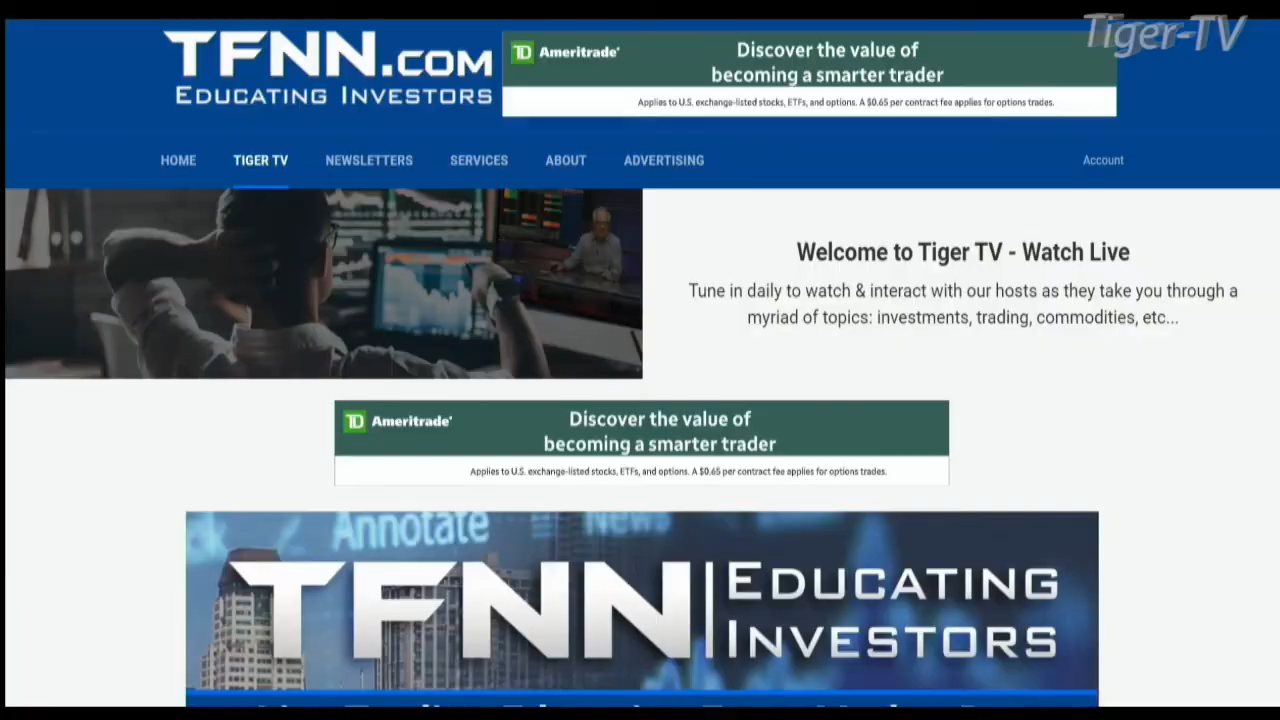 Tiger-TV
TFNN.COM
EDUCATING INVESTORS
TD Ameritrade
Discover the value of
becoming a smarter trader
Applies to U.S. exchange-listed stocks, ETFs, and options. A $0.65 per contract fee applies for options trades.
HOME TIGER TV NEWSLETTERS SERVICES ABOUT ADVERTISING Account
Welcome to Tiger TV - Watch Live
Tune in daily to watch & interact with our hosts as they take you through a
myriad of topics: investments, trading, commodities, etc...
TD Ameritrade
Discover the value of
becoming a smarter trader
Applies to U.S. exchange-listed stocks, ETFs, and options. A $0.65 per contract fee applies for options trades.
Annotate News
TFNN EDUCATING
INVESTORS